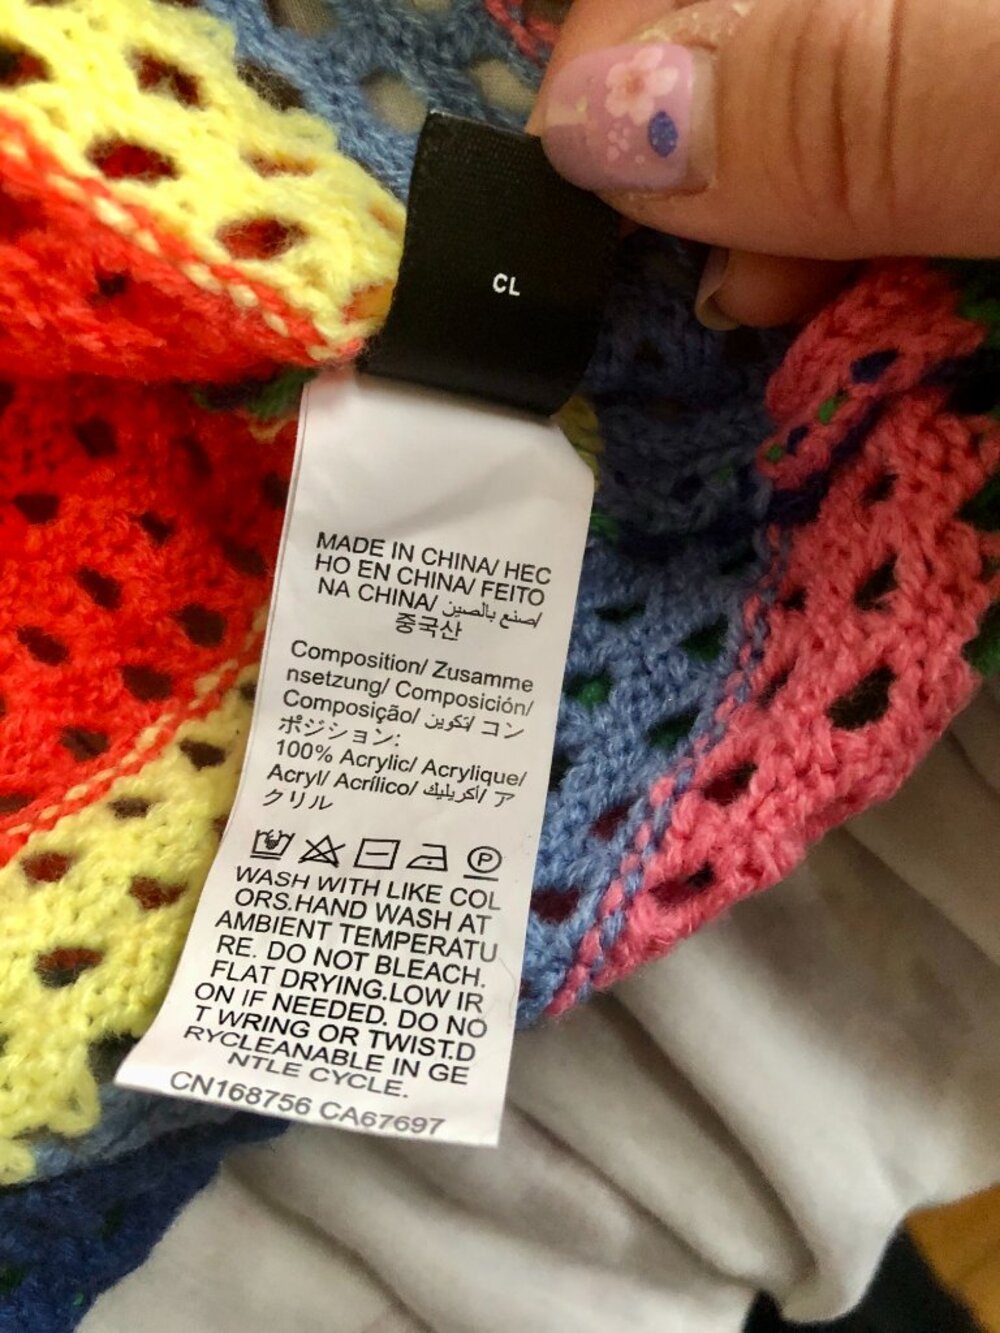 CL
MADE IN CHINA/ HEC
HO EN CHINA/ FEITO
NA CHINA/ صنع بالصين/
중국산
Composition/ Zusamme
nsetzung/ Composición/
Composição/ تكوين/ コン
ポジション:
100% Acrylic/ Acrylique/
Acryl/ Acrílico/ أكريليك/ ア
クリル
P
WASH WITH LIKE COL
ORS.HAND WASH AT
AMBIENT TEMPERATU
RE. DO NOT BLEACH.
FLAT DRYING.LOW IR
ON IF NEEDED. DO NO
T WRING OR TWIST.D
RYCLEANABLE IN GE
NTLE CYCLE.
CN168756 CA67697